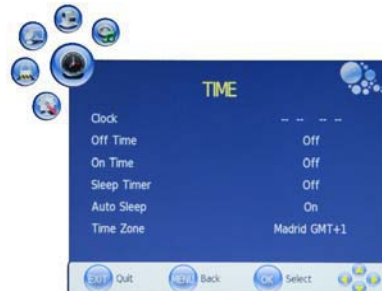 TIME
Clock -- -- -- --
Off Time Off
On Time Off
Sleep Timer Off
Auto Sleep On
Time Zone Madrid GMT+1
EXIT Quit MENU Back OK Select